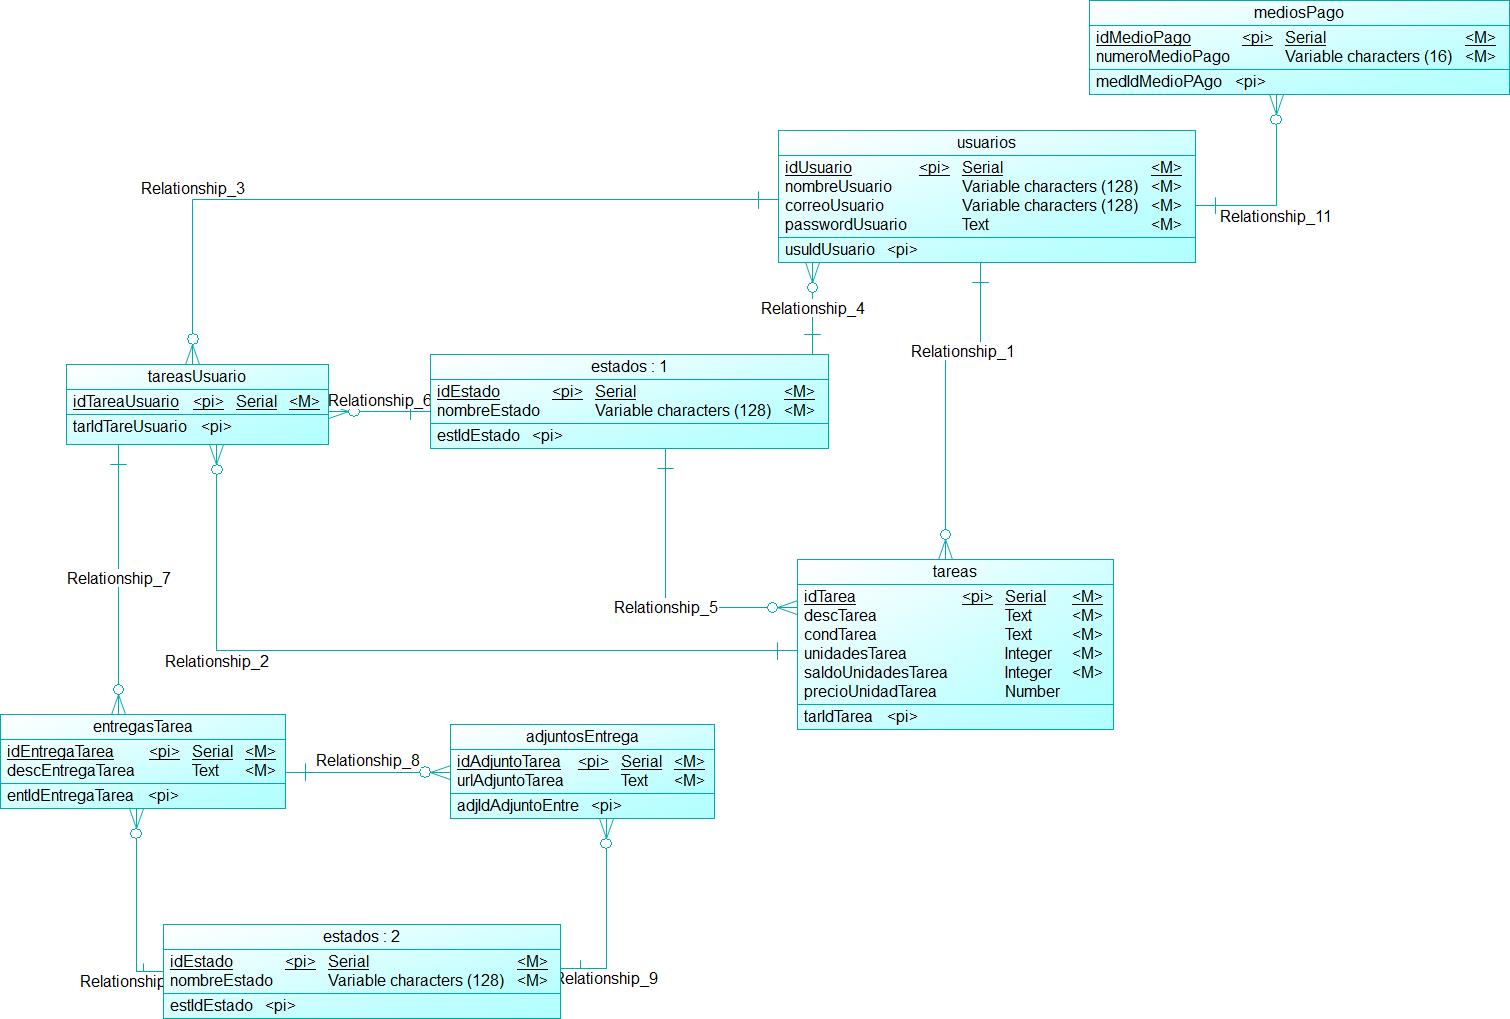 mediosPago
idMedioPago <pi> Serial <M>
numeroMedioPago Variable characters (16) <M>
medIdMedioPAgo <pi>
usuarios
idUsuario <pi> Serial <M>
nombreUsuario Variable characters (128) <M>
correoUsuario Variable characters (128) <M>
passwordUsuario Text <M>
usuIdUsuario <pi>
Relationship_3
Relationship_11
Relationship_4
Relationship_1
estados : 1
idEstado <pi> Serial <M>
nombreEstado Variable characters (128) <M>
estIdEstado <pi>
tareasUsuario
idTareaUsuario <pi> Serial <M>
tarIdTareUsuario <pi>
Relationship_6
Relationship_7
Relationship_5
Relationship_2
tareas
idTarea <pi> Serial <M>
descTarea Text <M>
condTarea Text <M>
unidadesTarea Integer <M>
saldoUnidadesTarea Integer <M>
precioUnidadTarea Number
tarIdTarea <pi>
entregasTarea
idEntregaTarea <pi> Serial <M>
descEntregaTarea Text <M>
entIdEntregaTarea <pi>
Relationship_8
adjuntosEntrega
idAdjuntoTarea <pi> Serial <M>
urlAdjuntoTarea Text <M>
adjIdAdjuntoEntre <pi>
estados : 2
idEstado <pi> Serial <M>
nombreEstado Variable characters (128) <M>
estIdEstado <pi>
Relationship
Relationship_9